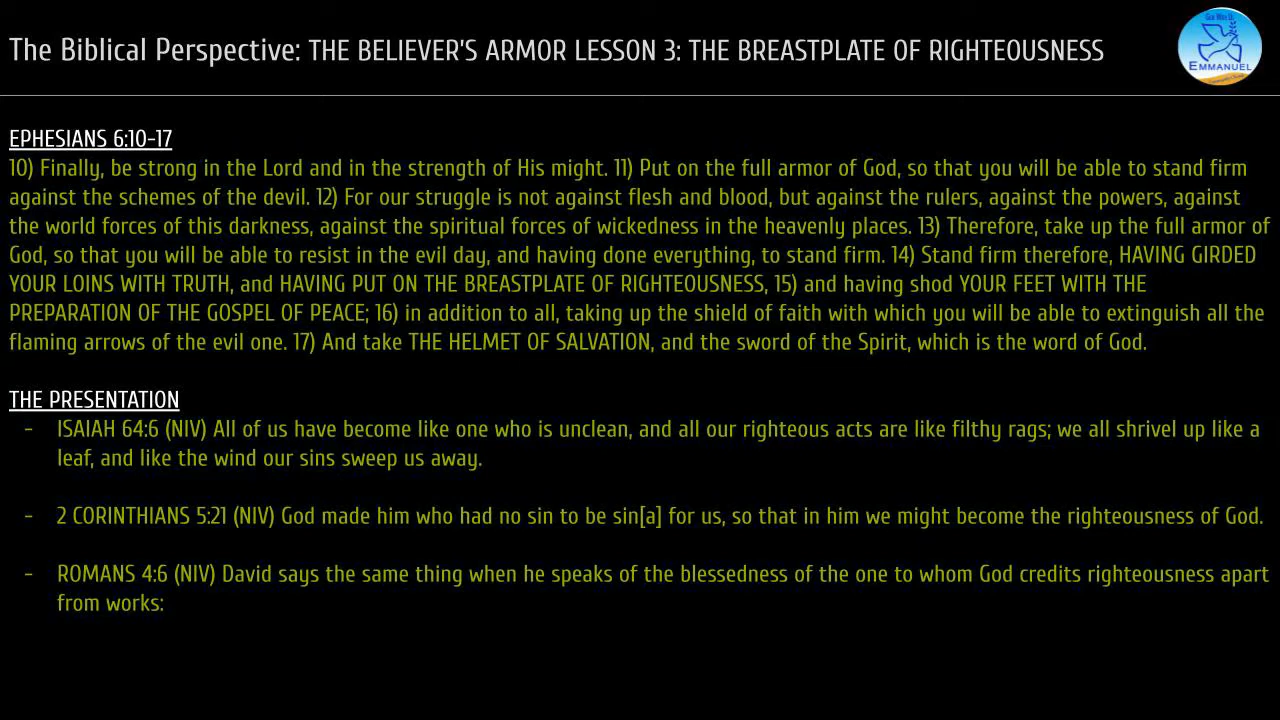 The Biblical Perspective: THE BELIEVER'S ARMOR LESSON 3: THE BREASTPLATE OF RIGHTEOUSNESS
GOD WITH US
EMMANUEL
EPHESIANS 6:10-17
10) Finally, be strong in the Lord and in the strength of His might. 11) Put on the full armor of God, so that you will be able to stand firm
against the schemes of the devil. 12) For our struggle is not against flesh and blood, but against the rulers, against the powers, against
the world forces of this darkness, against the spiritual forces of wickedness in the heavenly places. 13) Therefore, take up the full armor of
God, so that you will be able to resist in the evil day, and having done everything, to stand firm. 14) Stand firm therefore, HAVING GIRDED
YOUR LOINS WITH TRUTH, and HAVING PUT ON THE BREASTPLATE OF RIGHTEOUSNESS, 15) and having shod YOUR FEET WITH THE
PREPARATION OF THE GOSPEL OF PEACE; 16) in addition to all, taking up the shield of faith with which you will be able to extinguish all the
flaming arrows of the evil one. 17) And take THE HELMET OF SALVATION, and the sword of the Spirit, which is the word of God.
THE PRESENTATION
- ISAIAH 64:6 (NIV) All of us have become like one who is unclean, and all our righteous acts are like filthy rags; we all shrivel up like a
leaf, and like the wind our sins sweep us away.
- 2 CORINTHIANS 5:21 (NIV) God made him who had no sin to be sin[a] for us, so that in him we might become the righteousness of God.
- ROMANS 4:6 (NIV) David says the same thing when he speaks of the blessedness of the one to whom God credits righteousness apart
from works: